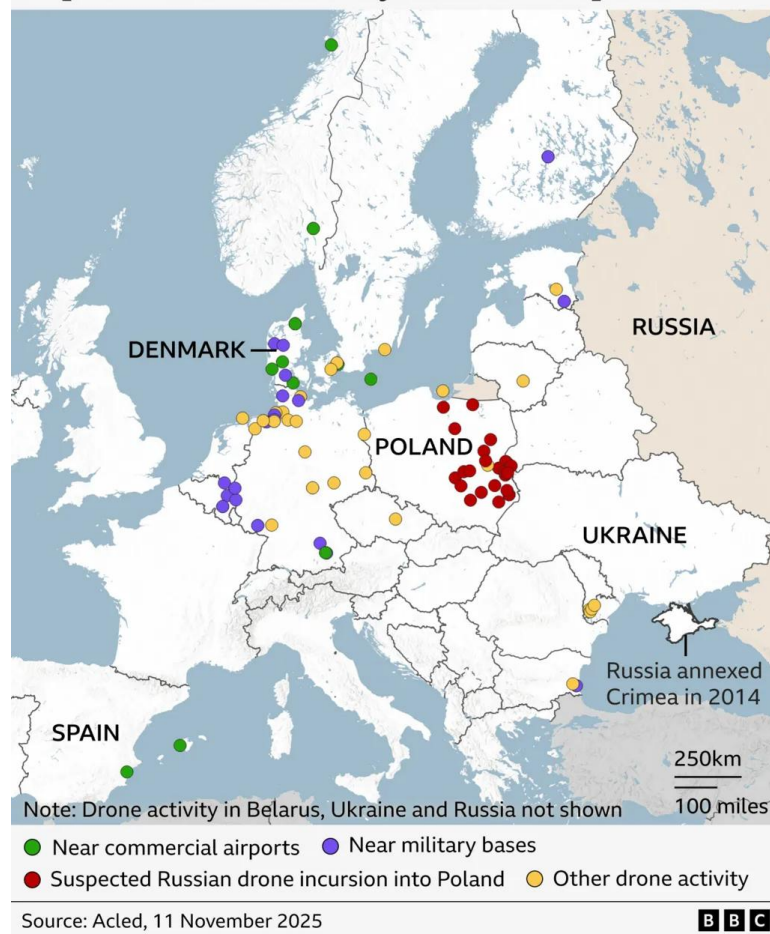 DENMARK
RUSSIA
POLAND
UKRAINE
Russia annexed
Crimea in 2014
SPAIN
250km
100 miles
Note: Drone activity in Belarus, Ukraine and Russia not shown
Near commercial airports
Near military bases
Suspected Russian drone incursion into Poland
Other drone activity
Source: Acled, 11 November 2025
BBC